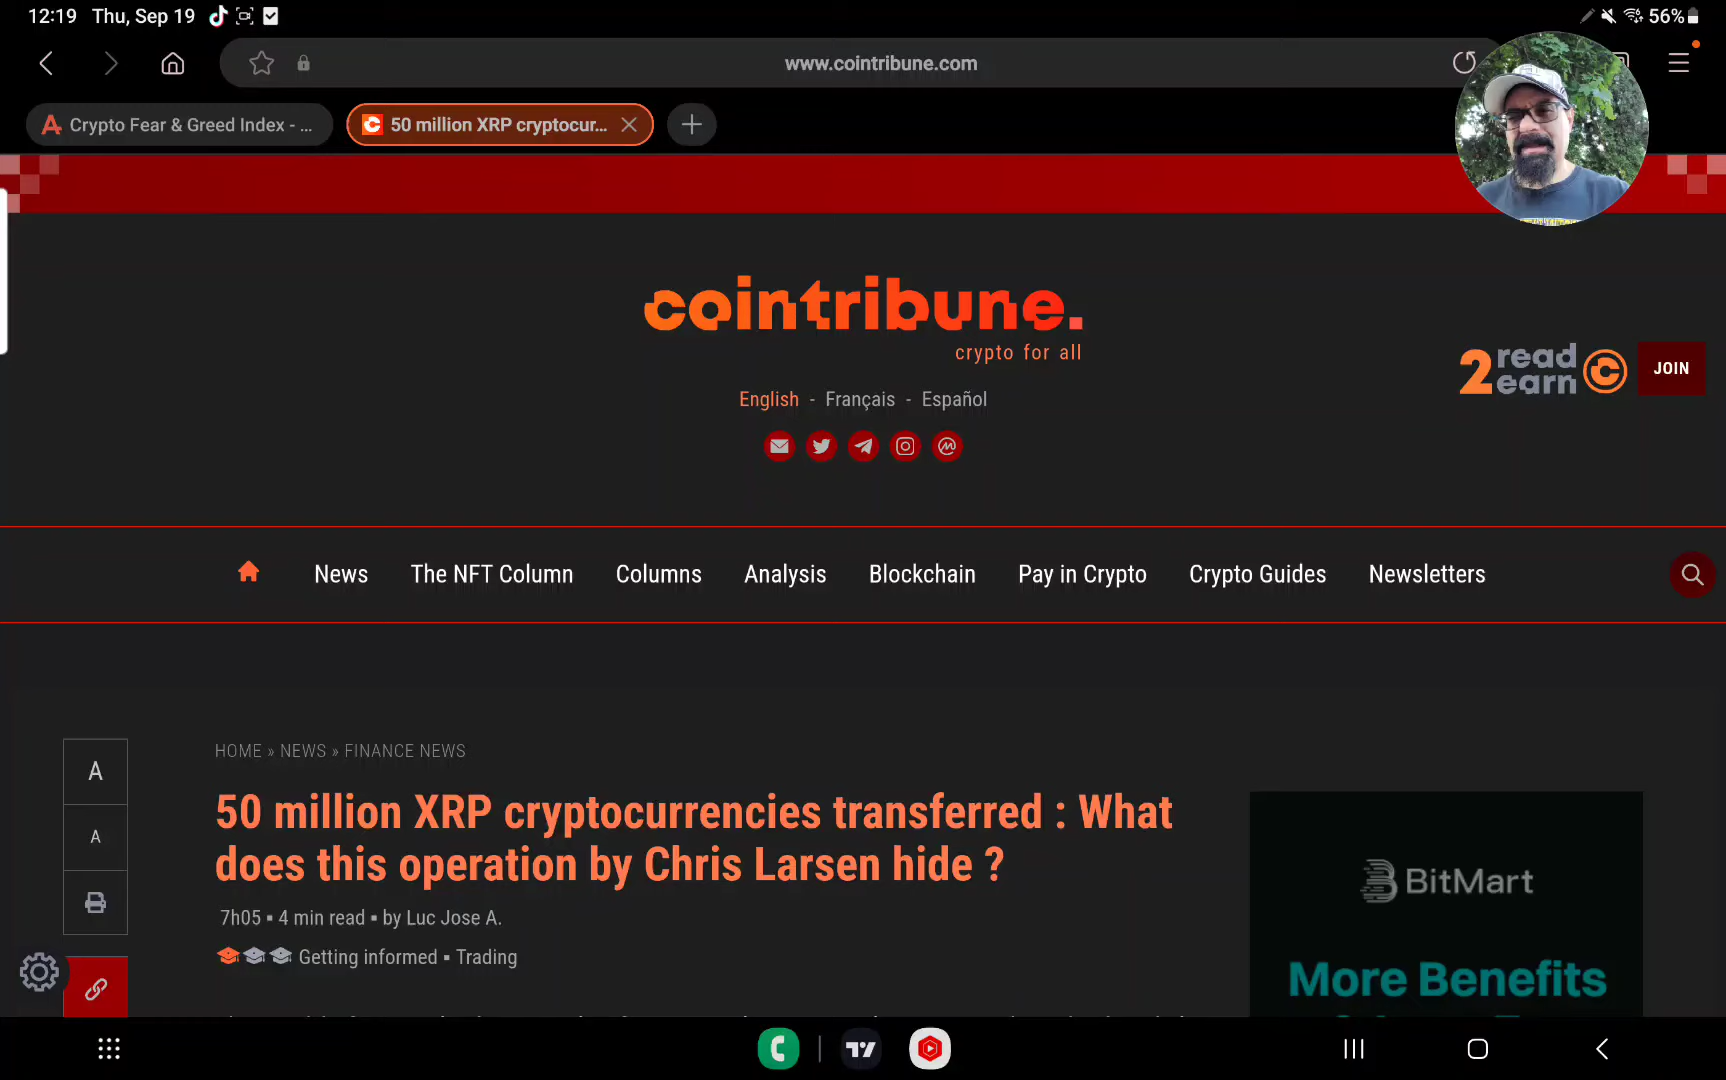 12:19 Thu, Sep 19
56%
www.cointribune.com
Crypto Fear & Greed Index - ...
50 million XRP cryptocur...
cointribune.
crypto for all
English - Français - Español
2 read earn
JOIN
News The NFT Column Columns Analysis Blockchain Pay in Crypto Crypto Guides Newsletters
HOME » NEWS » FINANCE NEWS
A
A
50 million XRP cryptocurrencies transferred : What
does this operation by Chris Larsen hide ?
7h05 ▪ 4 min read ▪ by Luc Jose A.
Getting informed ▪ Trading
BitMart
More Benefits